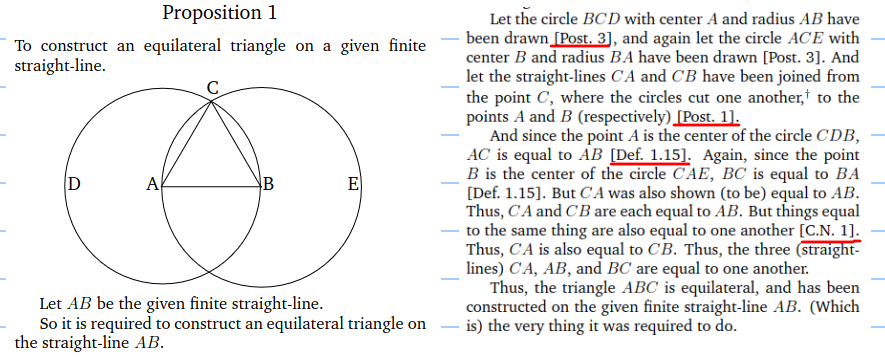 Proposition 1
To construct an equilateral triangle on a given finite
straight-line.
C
D
A
B
E
Let AB be the given finite straight-line.
So it is required to construct an equilateral triangle on
the straight-line AB.
Let the circle BCD with center A and radius AB have
been drawn [Post. 3], and again let the circle ACE with
center B and radius BA have been drawn [Post. 3]. And
let the straight-lines CA and CB have been joined from
the point C, where the circles cut one another,† to the
points A and B (respectively) [Post. 1].
And since the point A is the center of the circle CDB,
AC is equal to AB [Def. 1.15]. Again, since the point
B is the center of the circle CAE, BC is equal to BA
[Def. 1.15]. But CA was also shown (to be) equal to AB.
Thus, CA and CB are each equal to AB. But things equal
to the same thing are also equal to one another [C.N. 1].
Thus, CA is also equal to CB. Thus, the three (straight-
lines) CA, AB, and BC are equal to one another.
Thus, the triangle ABC is equilateral, and has been
constructed on the given finite straight-line AB. (Which
is) the very thing it was required to do.